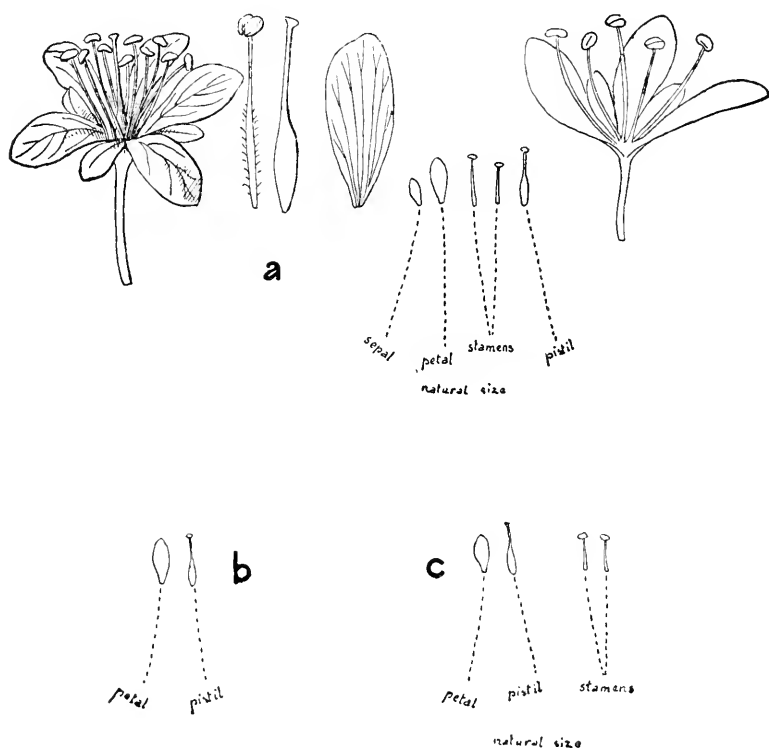 a
sepal
petal
stamens
pistil
natural size
b
petal
pistil
c
petal
pistil
stamens
natural size